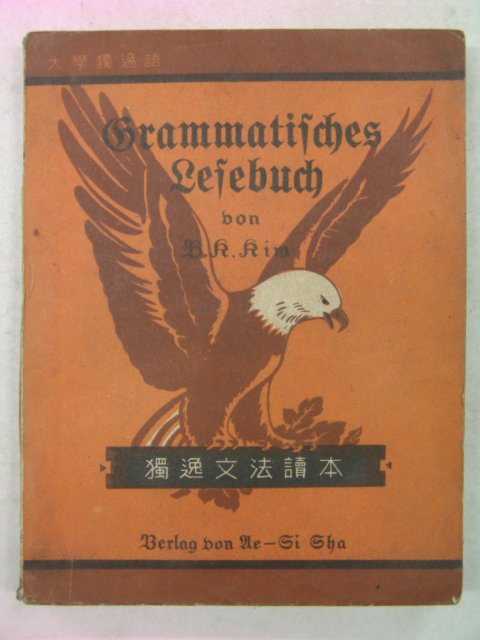 大學獨逸語
Grammatisches
Lesebuch
von
B.K.Kim
獨逸文法讀本
Verlag von Ae-Si Sha